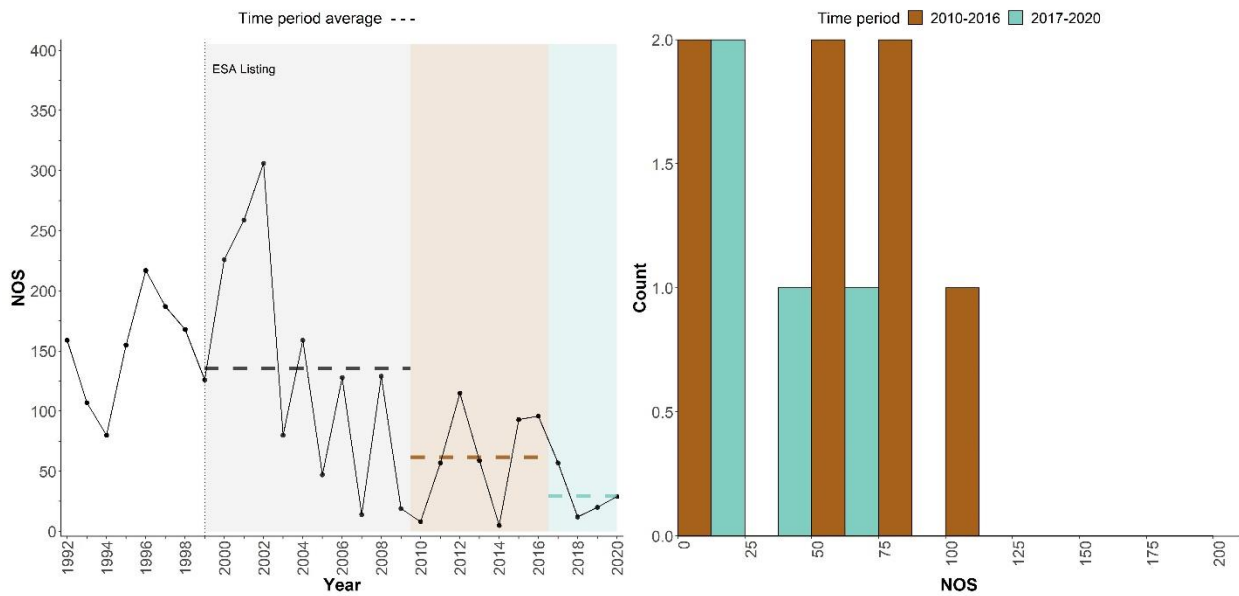 Time period average ---
400
350
300
250
200
150
100
50
0
NOS
ESA Listing
1992 1994 1996 1998 2000 2002 2004 2006 2008 2010 2012 2014 2016 2018 2020
Year
Time period 2010-2016 2017-2020
2.0
1.5
1.0
0.5
0.0
Count
0 25 50 75 100 125 150 175 200
NOS